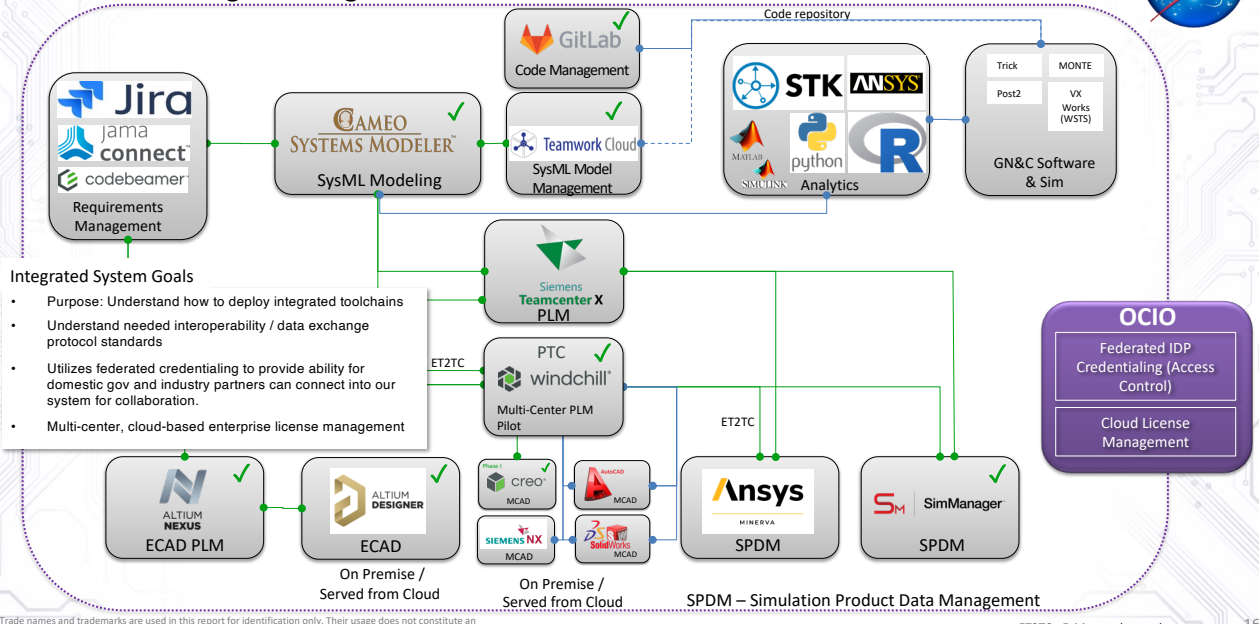 Code repository
GitLab
Code Management
Jira
jama
connect™
codebeamer
Requirements
Management
CAMEO
SYSTEMS MODELER™
SysML Modeling
Teamwork Cloud
SysML Model
Management
STK
ANSYS
MATLAB
SIMULINK
python
R
Analytics
Trick
MONTE
Post2
VX
Works
(WSTS)
GN&C Software
& Sim
Siemens
Teamcenter X
PLM
Integrated System Goals
• Purpose: Understand how to deploy integrated toolchains
• Understand needed interoperability / data exchange
protocol standards
• Utilizes federated credentialing to provide ability for
domestic gov and industry partners can connect into our
system for collaboration.
• Multi-center, cloud-based enterprise license management
ET2TC
PTC
windchill®
Multi-Center PLM
Pilot
ET2TC
OCIO
Federated IDP
Credentialing (Access
Control)
Cloud License
Management
ALTIUM
NEXUS
ECAD PLM
ALTIUM
DESIGNER
ECAD
On Premise /
Served from Cloud
Phase I
creo®
MCAD
AutoCAD
MCAD
SIEMENS NX
MCAD
SolidWorks
MCAD
On Premise /
Served from Cloud
Ansys
MINERVA
SPDM
SM SimManager
SPDM
SPDM – Simulation Product Data Management
Trade names and trademarks are used in this report for identification only. Their usage does not constitute an